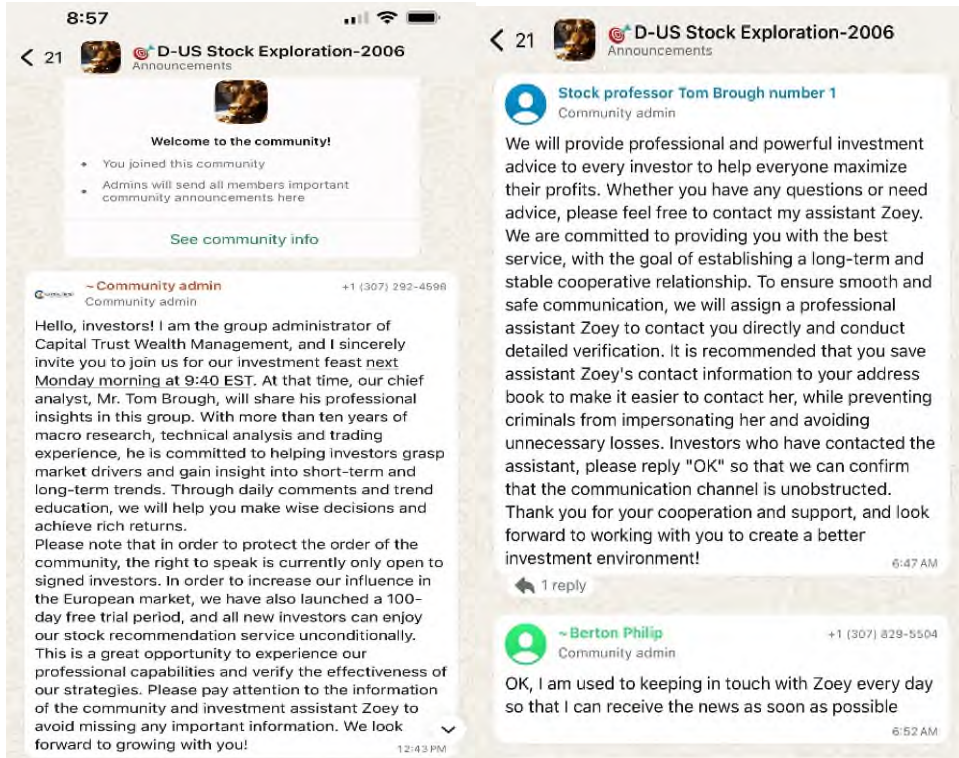 8:57
21
D-US Stock Exploration-2006
Announcements
Welcome to the community!
• You joined this community
• Admins will send all members important
community announcements here
See community info
~Community admin
+1 (307) 292-4596
Community admin
Hello, investors! I am the group administrator of
Capital Trust Wealth Management, and I sincerely
invite you to join us for our investment feast next
Monday morning at 9:40 EST. At that time, our chief
analyst, Mr. Tom Brough, will share his professional
insights in this group. With more than ten years of
macro research, technical analysis and trading
experience, he is committed to helping investors grasp
market drivers and gain insight into short-term and
long-term trends. Through daily comments and trend
education, we will help you make wise decisions and
achieve rich returns.
Please note that in order to protect the order of the
community, the right to speak is currently only open to
signed investors. In order to increase our influence in
the European market, we have also launched a 100-
day free trial period, and all new investors can enjoy
our stock recommendation service unconditionally.
This is a great opportunity to experience our
professional capabilities and verify the effectiveness of
our strategies. Please pay attention to the information
of the community and investment assistant Zoey to
avoid missing any important information. We look
forward to growing with you!
12:43 PM
21
D-US Stock Exploration-2006
Announcements
Stock professor Tom Brough number 1
Community admin
We will provide professional and powerful investment
advice to every investor to help everyone maximize
their profits. Whether you have any questions or need
advice, please feel free to contact my assistant Zoey.
We are committed to providing you with the best
service, with the goal of establishing a long-term and
stable cooperative relationship. To ensure smooth and
safe communication, we will assign a professional
assistant Zoey to contact you directly and conduct
detailed verification. It is recommended that you save
assistant Zoey's contact information to your address
book to make it easier to contact her, while preventing
criminals from impersonating her and avoiding
unnecessary losses. Investors who have contacted the
assistant, please reply "OK" so that we can confirm
that the communication channel is unobstructed.
Thank you for your cooperation and support, and look
forward to working with you to create a better
investment environment!
6:47 AM
1 reply
~Berton Philip
+1 (307) 829-5504
Community admin
OK, I am used to keeping in touch with Zoey every day
so that I can receive the news as soon as possible
6:52 AM